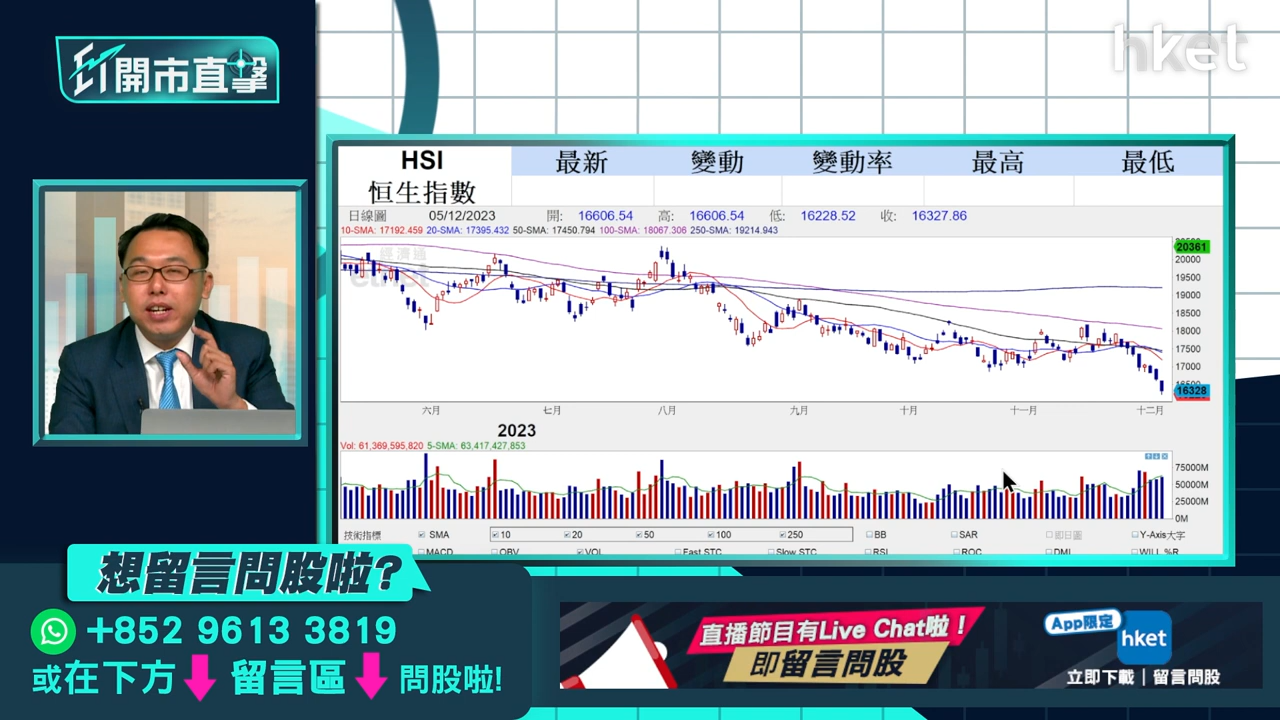 開市直擊
hket
HSI
恒生指數
最新 變動 變動率 最高 最低
日線圖 05/12/2023 開: 16606.54 高: 16606.54 低: 16228.52 收: 16327.86
10-SMA: 17192.459 20-SMA: 17395.432 50-SMA: 17450.794 100-SMA: 18067.306 250-SMA: 19214.943
經濟通
20361
20000
19500
19000
18500
18000
17500
17000
16328
六月 七月 八月 九月 十月 十一月 十二月
2023
Vol: 61,369,595,820 5-SMA: 63,417,427,853
75000M
50000M
25000M
0M
技術指標 SMA 10 20 50 100 250 BB SAR 即日圖 Y-Axis大字
MACD OBV VOL Fast STC Slow STC RSI ROC DMI WILL %R
想留言問股啦?
+852 9613 3819
或在下方 留言區 問股啦!
直播節目有Live Chat啦!
即留言問股
App限定
hket
立即下載|留言問股